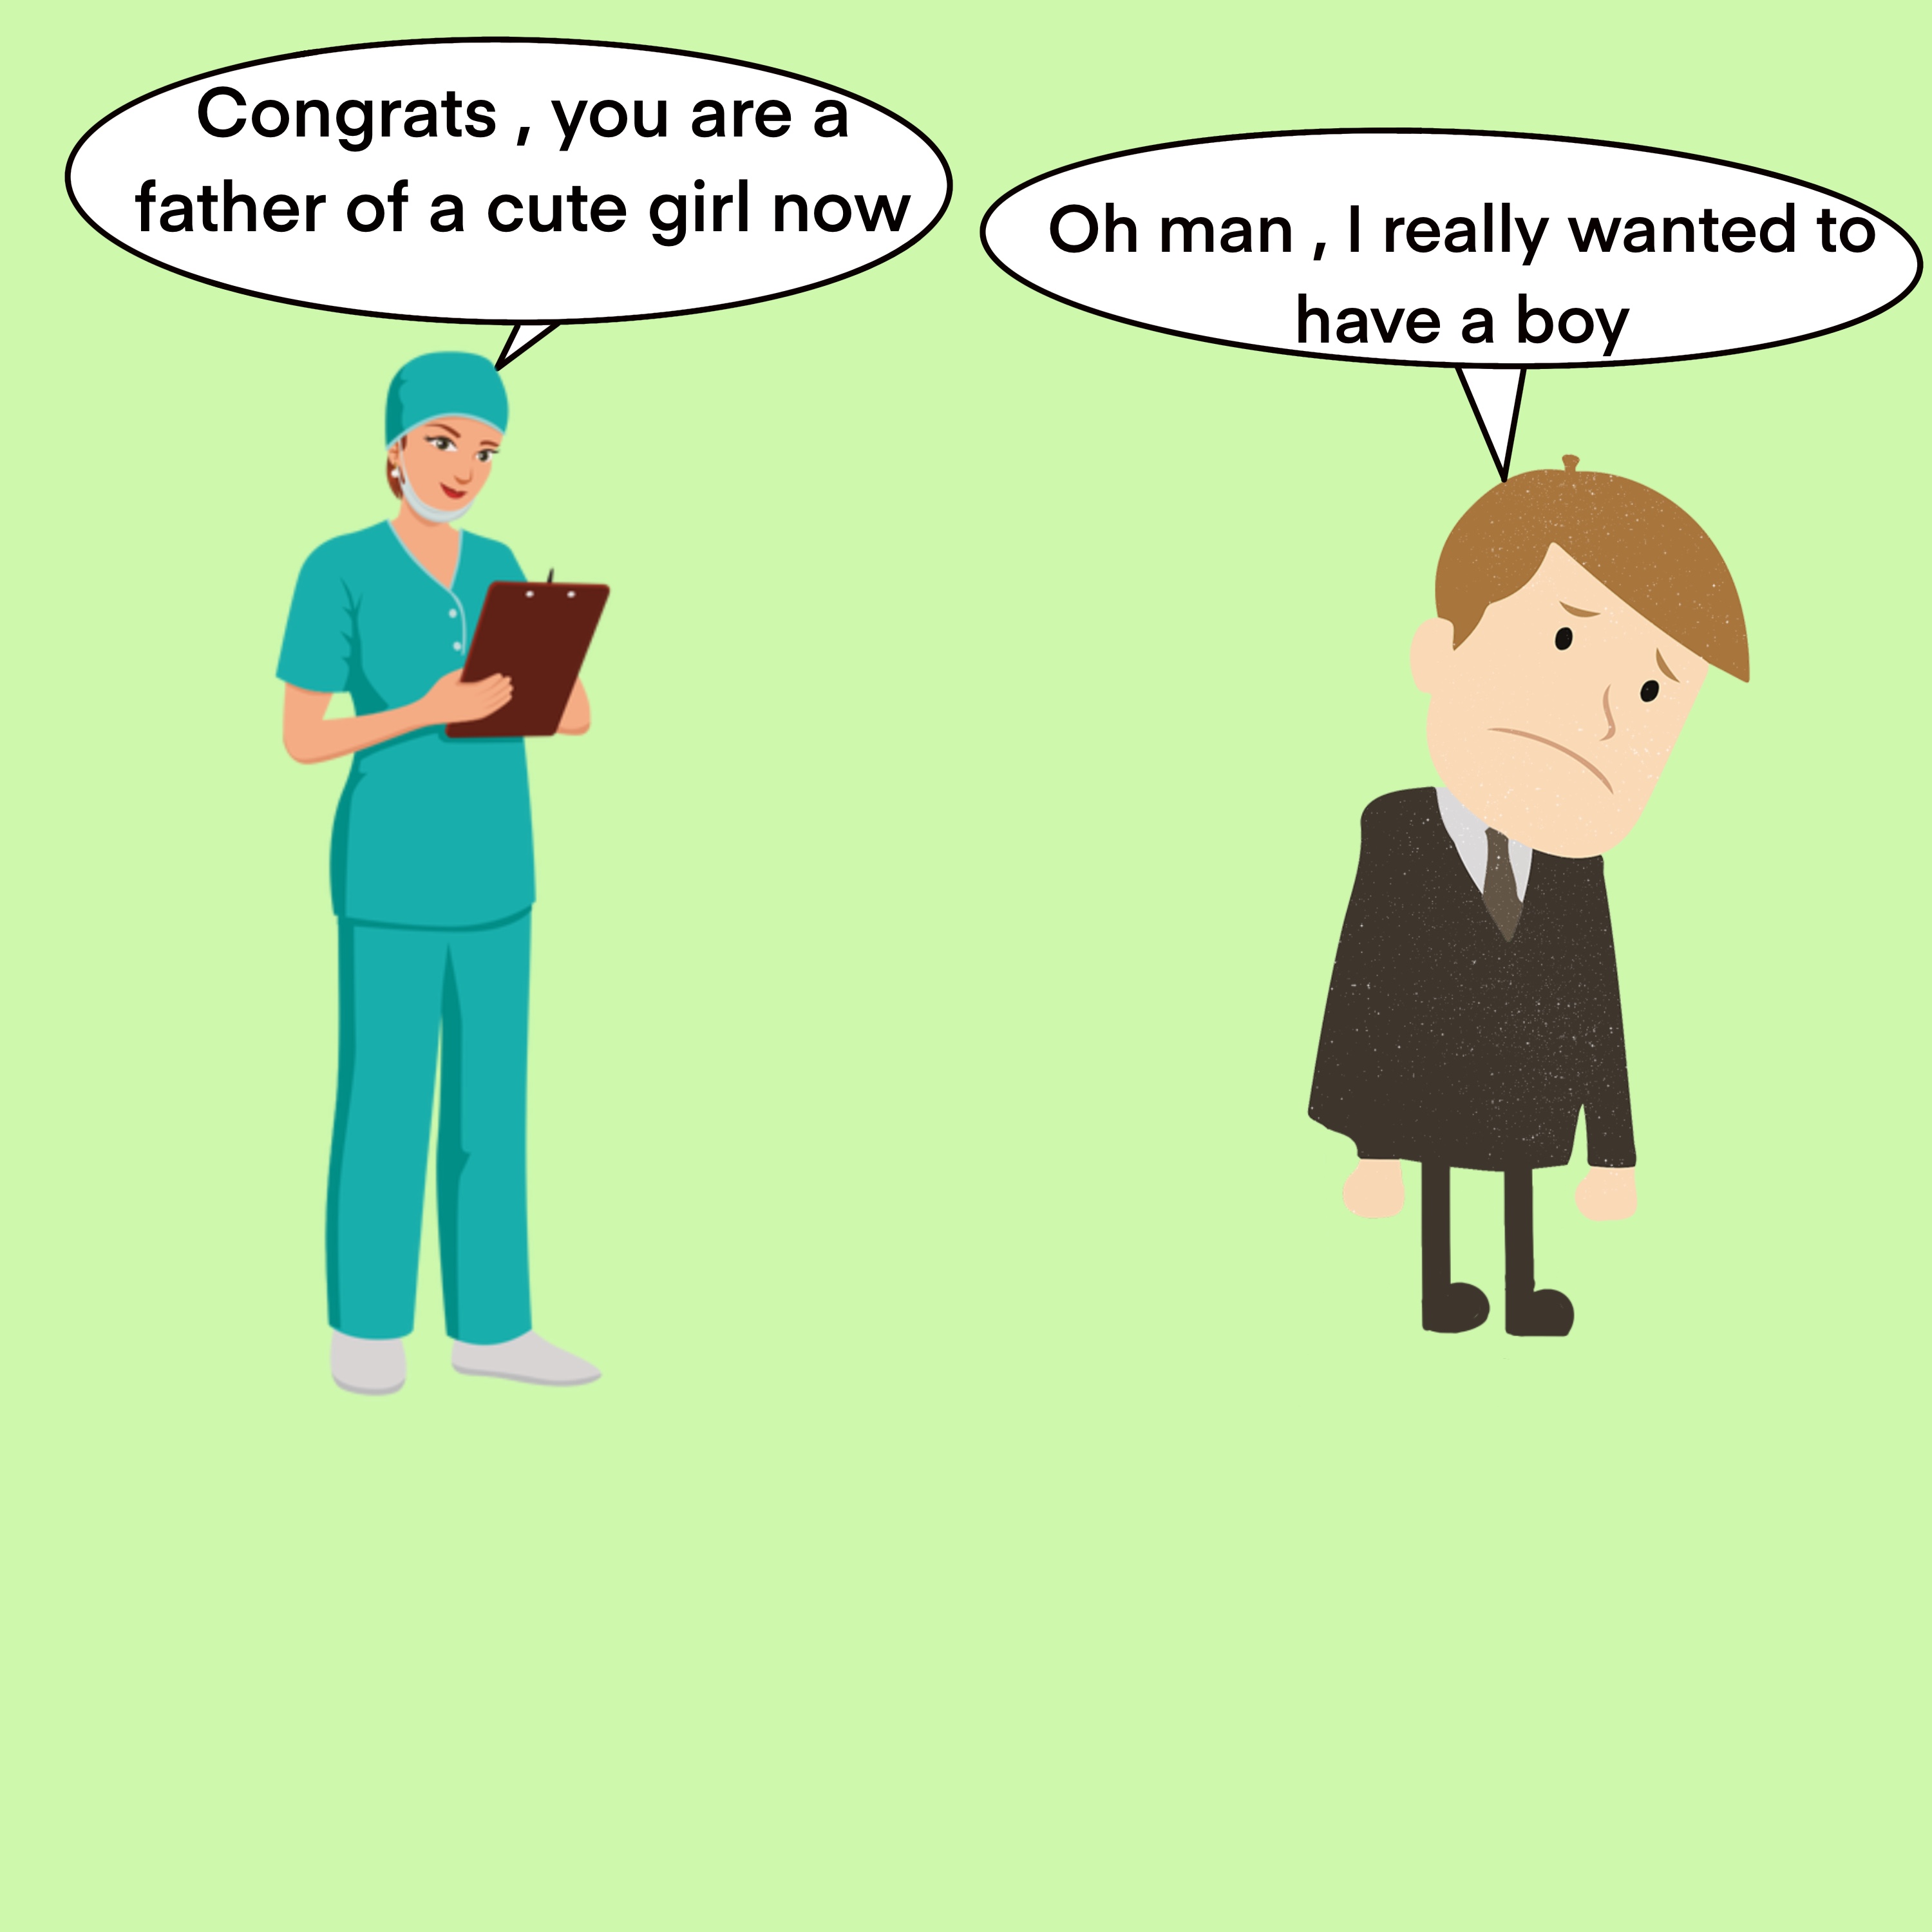 Congrats , you are a
father of a cute girl now
Oh man , I really wanted to
have a boy